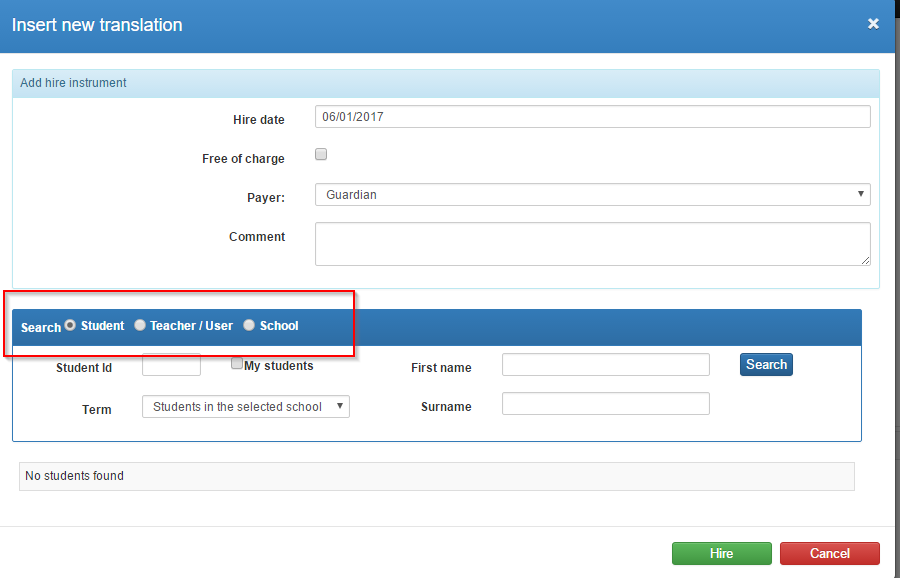 Insert new translation ×
Add hire instrument
Hire date 06/01/2017
Free of charge
Payer: Guardian
Comment
Search Student Teacher / User School
Student Id My students First name Search
Term Students in the selected school Surname
No students found
Hire Cancel